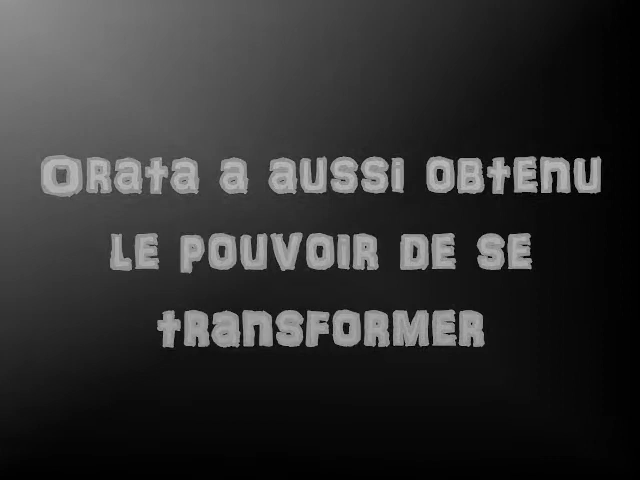 Orata a aussi obtenu
le pouvoir de se
transformer